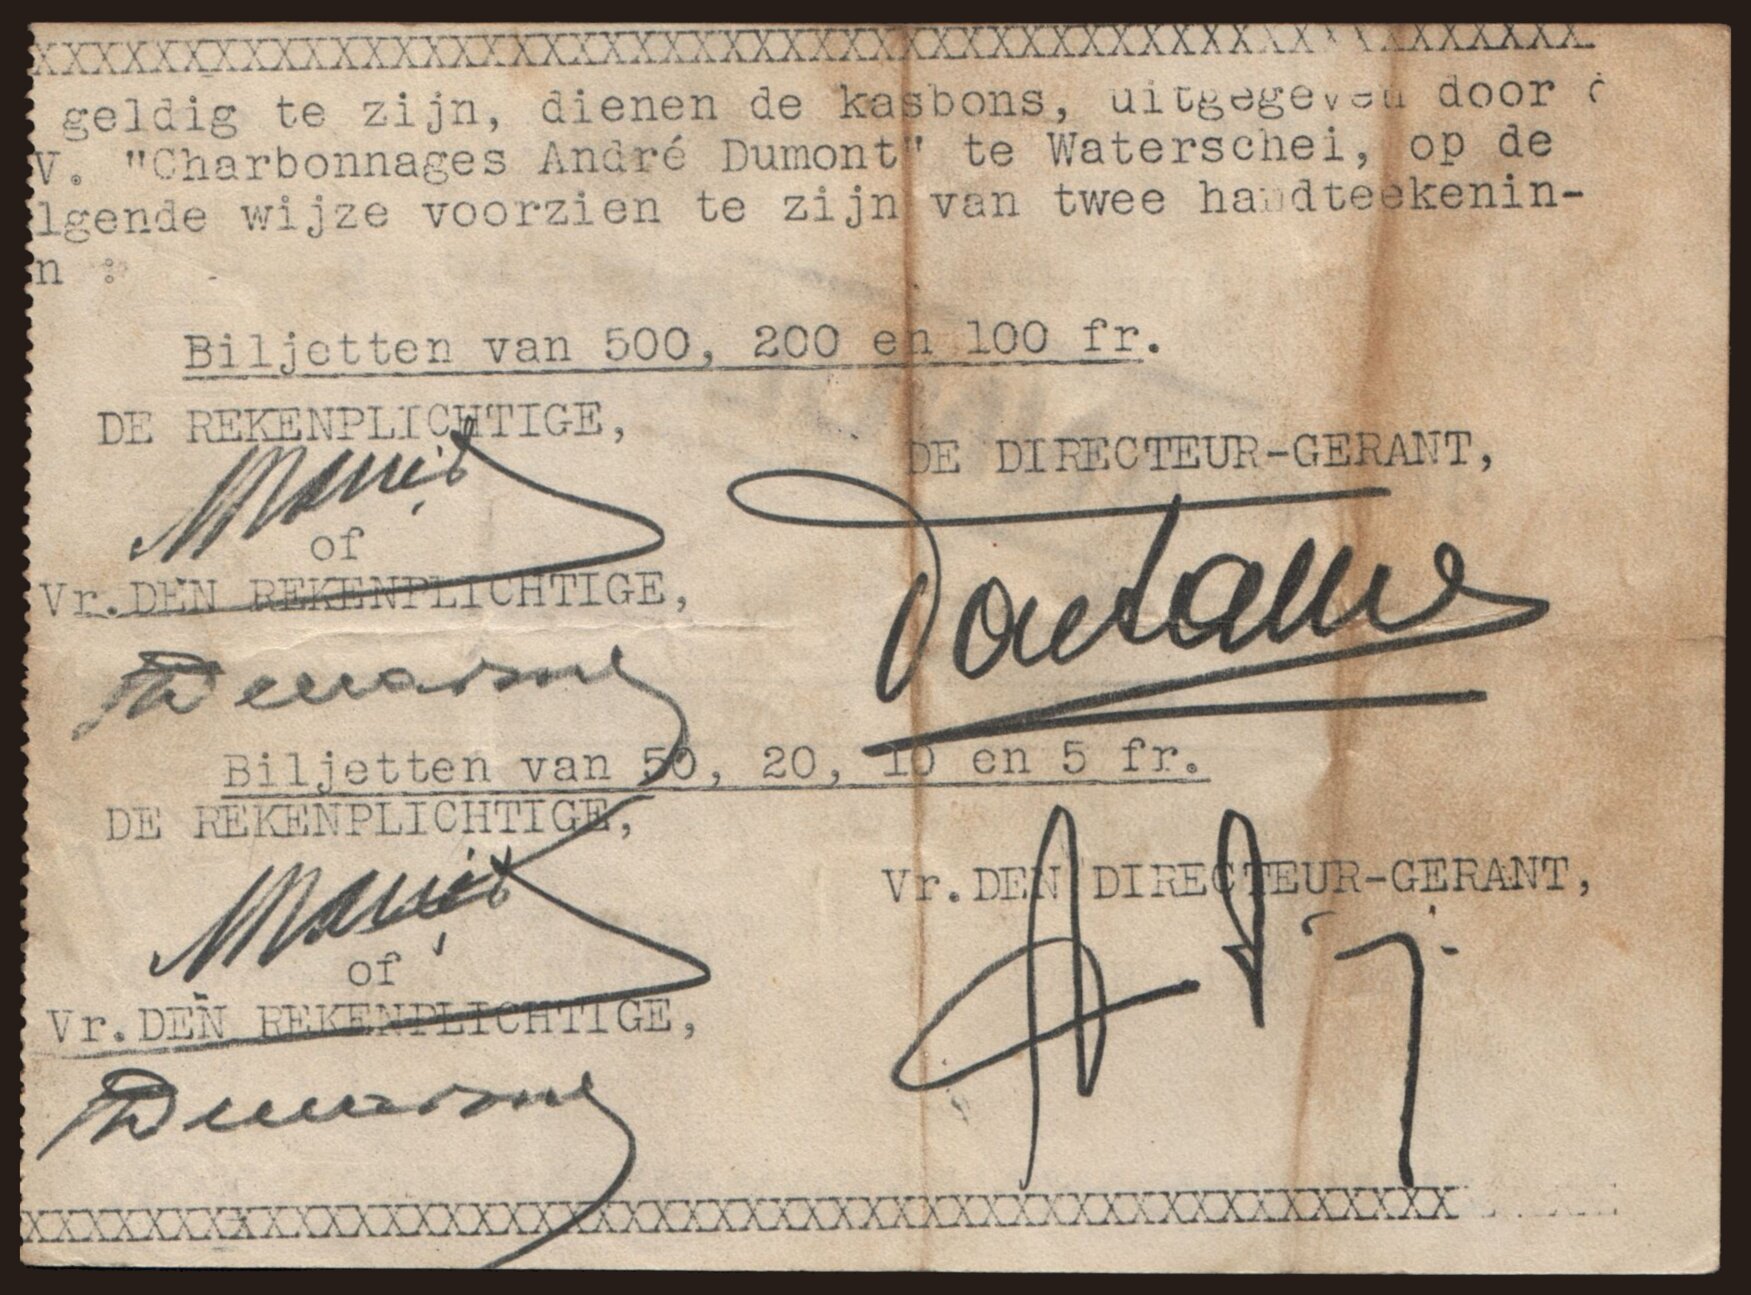 XXXXXXXXXXXXXXXXXXXXXXXXXXXXXXXXXXXXXXXXXXXXXXXXXXXX
geldig te zijn, dienen de kasbons, uitgegeven door
V. "Charbonnages André Dumont" te Waterschei, op de
lgende wijze voorzien te zijn van twee handteekenin-
n :
Biljetten van 500, 200 en 100 fr.
DE REKENPLICHTIGE,
DE DIRECTEUR-GERANT,
of
Vr.DEN REKENPLICHTIGE,
Biljetten van 50, 20, 10 en 5 fr.
DE REKENPLICHTIGE,
Vr.DEN DIRECTEUR-GERANT,
of
Vr.DEN REKENPLICHTIGE,
XXXXXXXXXXXXXXXXXXXXXXXXXXXXXXXXXXXXXXXXXXXXXXXX